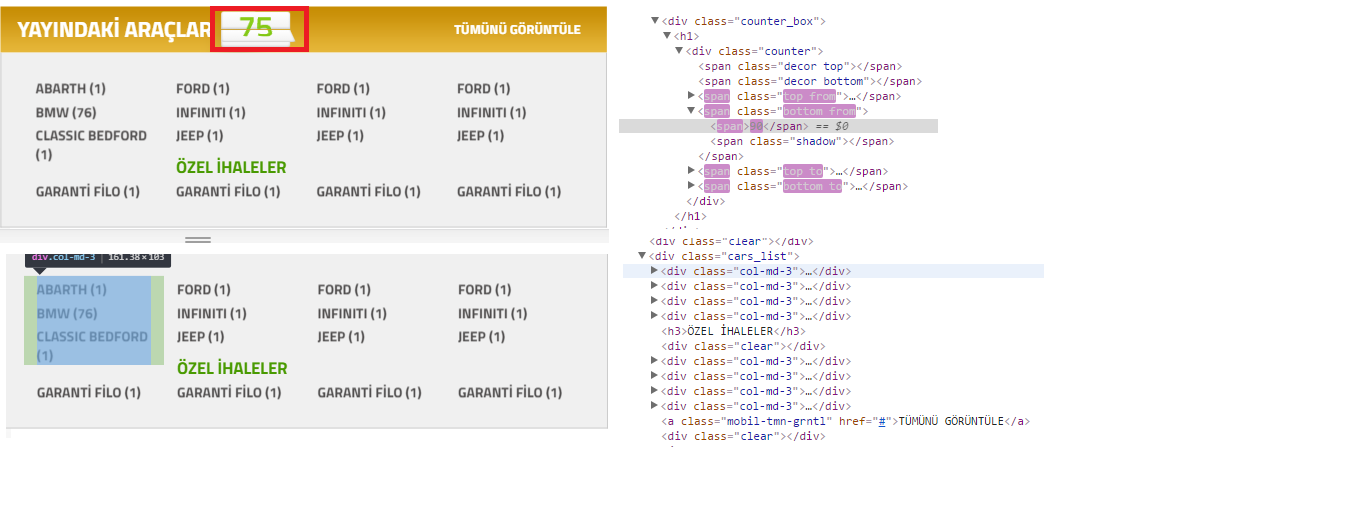 YAYINDAKİ ARAÇLAR 75 TÜMÜNÜ GÖRÜNTÜLE
ABARTH (1) FORD (1) FORD (1) FORD (1)
BMW (76) INFINITI (1) INFINITI (1) INFINITI (1)
CLASSIC BEDFORD JEEP (1) JEEP (1) JEEP (1)
(1)
ÖZEL İHALELER
GARANTİ FİLO (1) GARANTİ FİLO (1) GARANTİ FİLO (1) GARANTİ FİLO (1)
div.col-md-3 | 161.38×103
ABARTH (1) FORD (1) FORD (1) FORD (1)
BMW (76) INFINITI (1) INFINITI (1) INFINITI (1)
CLASSIC BEDFORD JEEP (1) JEEP (1) JEEP (1)
(1)
ÖZEL İHALELER
GARANTİ FİLO (1) GARANTİ FİLO (1) GARANTİ FİLO (1) GARANTİ FİLO (1)
▼<div class="counter_box">
▼<h1>
▼<div class="counter">
<span class="decor top"></span>
<span class="decor bottom"></span>
▶<span class="top from">…</span>
▼<span class="bottom from">
<span></span> == $0
<span class="shadow"></span>
</span>
▶<span class="top to">…</span>
▶<span class="bottom to">…</span>
</div>
</h1>
<div class="clear"></div>
▼<div class="cars_list">
▶<div class="col-md-3">…</div>
▶<div class="col-md-3">…</div>
▶<div class="col-md-3">…</div>
▶<div class="col-md-3">…</div>
<h3>ÖZEL İHALELER</h3>
<div class="clear"></div>
▶<div class="col-md-3">…</div>
▶<div class="col-md-3">…</div>
▶<div class="col-md-3">…</div>
▶<div class="col-md-3">…</div>
<a class="mobil-tmn-grntl" href="#">TÜMÜNÜ GÖRÜNTÜLE</a>
<div class="clear"></div>